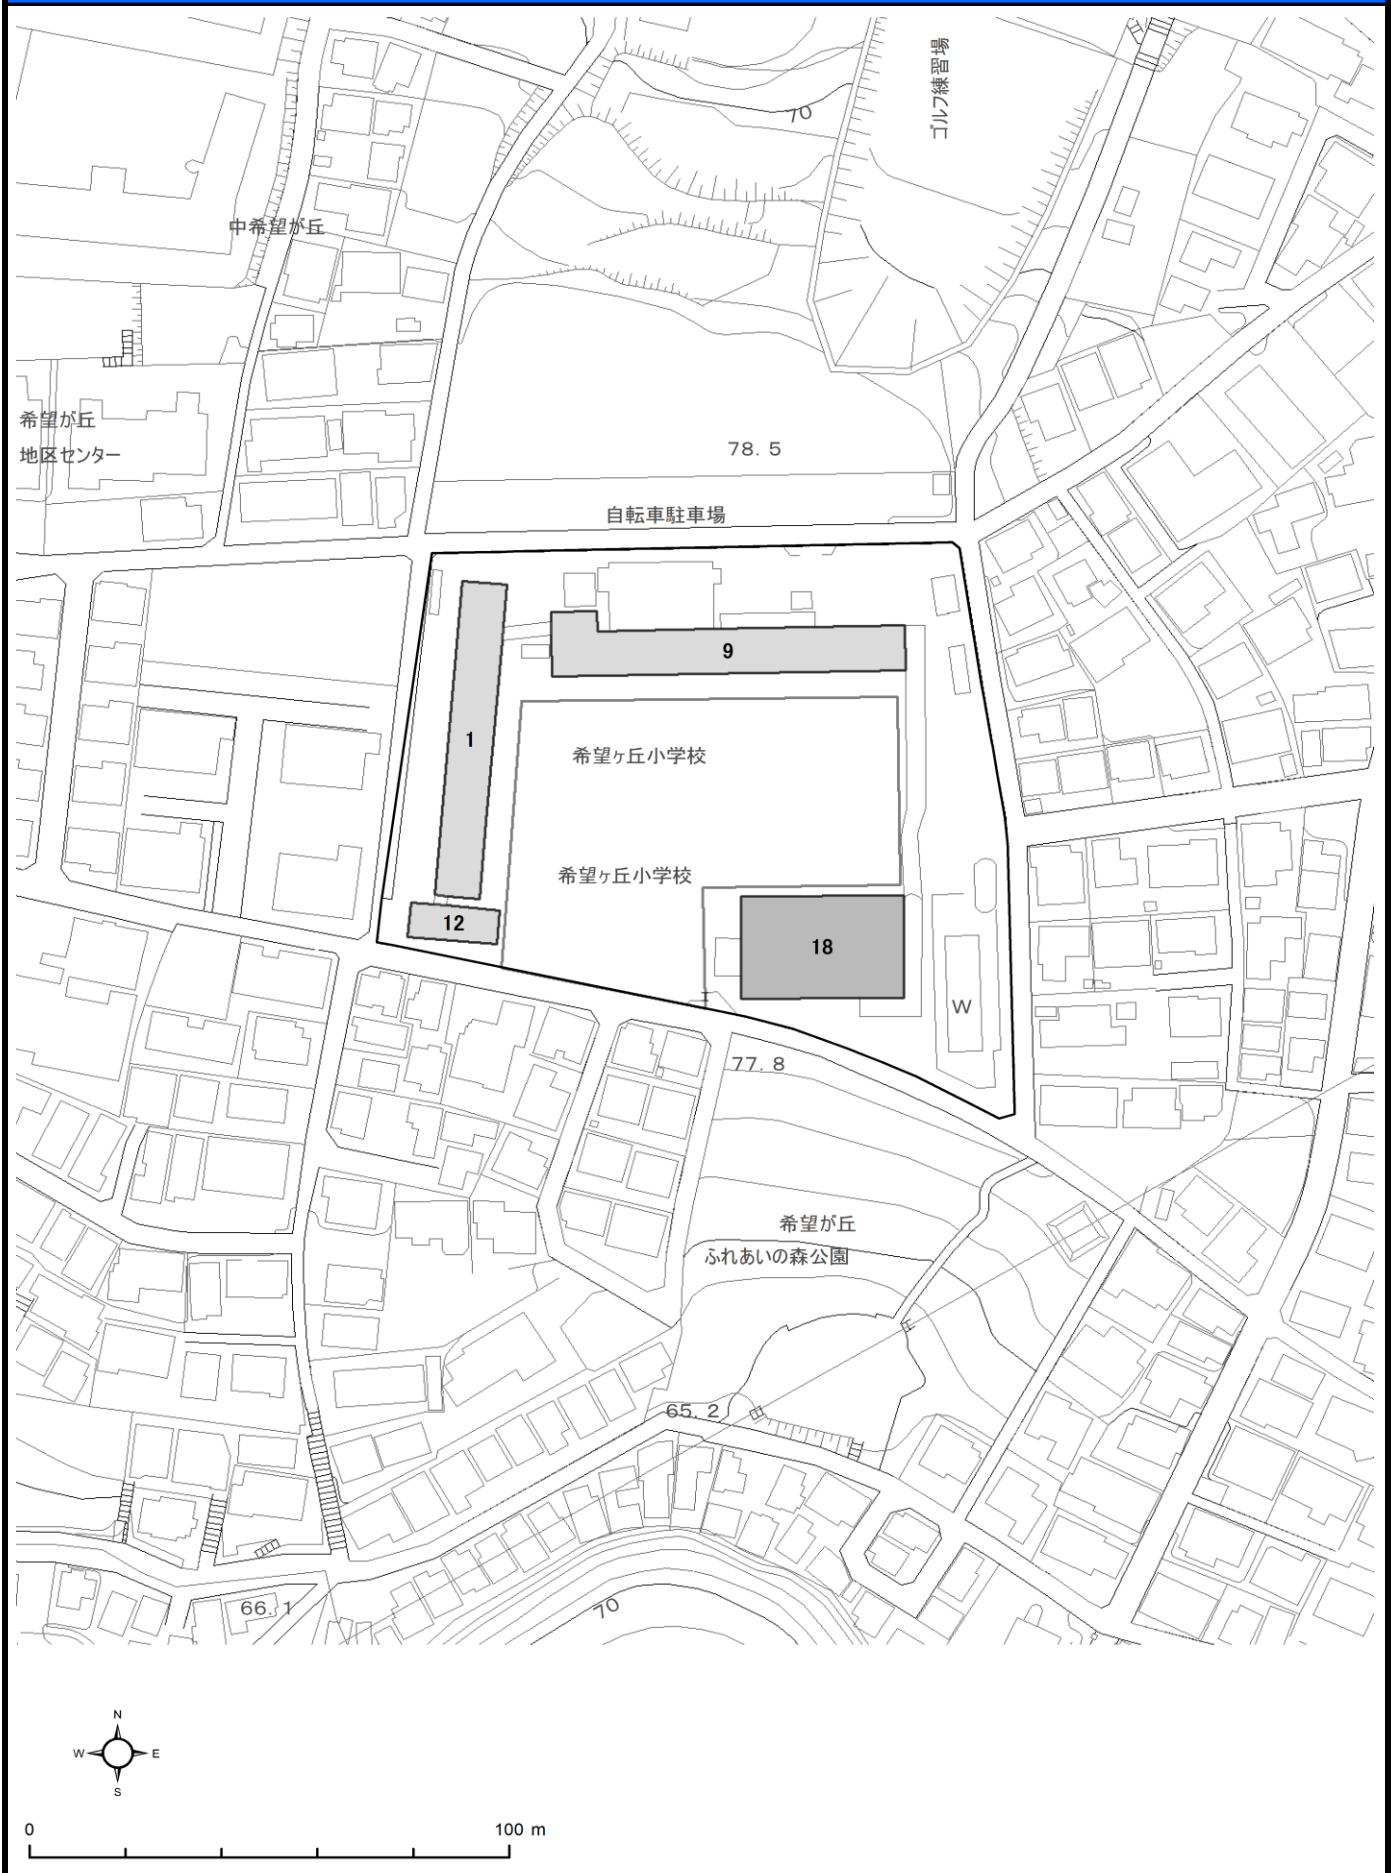 ゴルフ練習場
70
中希望が丘
希望が丘
地区センター
78.5
自転車駐車場
9
1
希望ヶ丘小学校
希望ヶ丘小学校
12
18
W
77.8
希望が丘
ふれあいの森公園
65.2
66.1
70
N
W
E
S
0
100 m